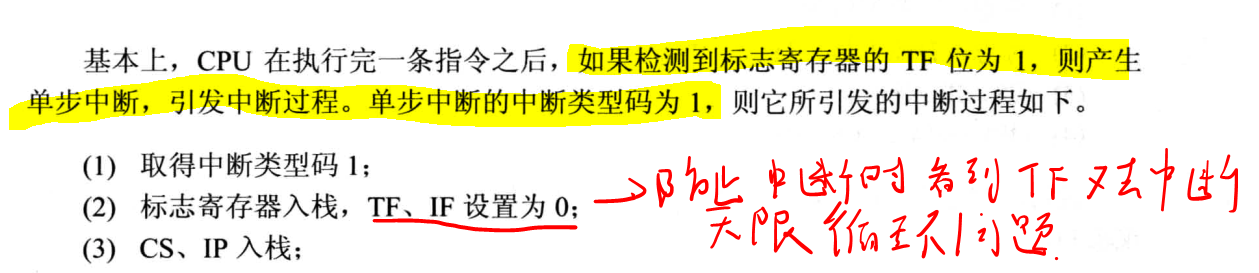 基本上，CPU 在执行完一条指令之后，如果检测到标志寄存器的 TF 位为 1，则产生
单步中断，引发中断过程。单步中断的中断类型码为 1，则它所引发的中断过程如下。
(1) 取得中断类型码 1；
(2) 标志寄存器入栈，TF、IF 设置为 0；
(3) CS、IP 入栈；
防止中断时看到TF又去中断
无限循环问题